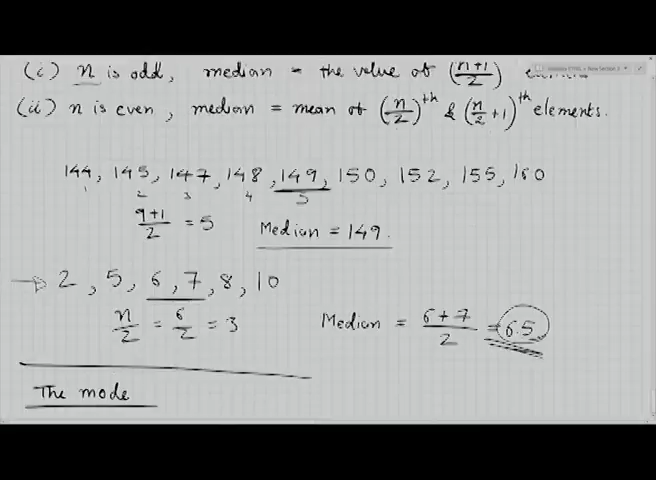 (i) n is odd, median = the value of (n+1/2)
(ii) n is even, median = mean of (n/2)th & (n/2 +1)th elements.
144, 145, 147, 148, 149, 150, 152, 155, 160
1 2 3 4 5
9+1/2 = 5 Median = 149.
→ 2, 5, 6, 7, 8, 10
n/2 = 6/2 = 3 Median = 6+7/2 = 6.5
The mode